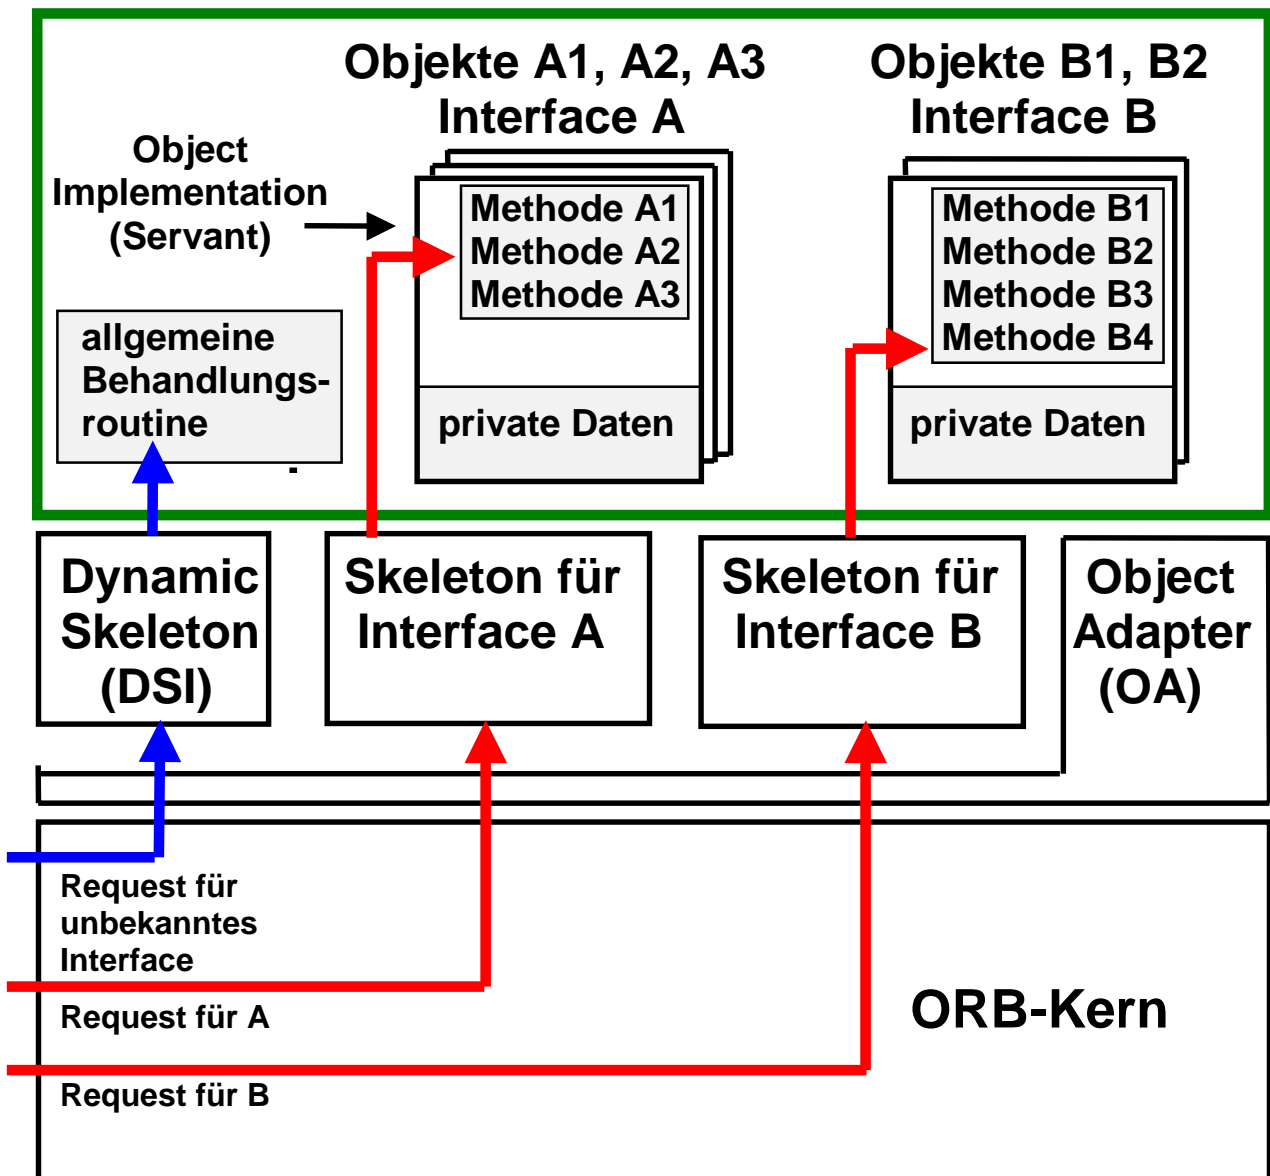 Objekte A1, A2, A3
Interface A
Objekte B1, B2
Interface B
Object
Implementation
(Servant)
Methode A1
Methode A2
Methode A3
private Daten
Methode B1
Methode B2
Methode B3
Methode B4
private Daten
allgemeine
Behandlungs-
routine
-
Dynamic
Skeleton
(DSI)
Skeleton für
Interface A
Skeleton für
Interface B
Object
Adapter
(OA)
Request für
unbekanntes
Interface
Request für A
Request für B
ORB-Kern